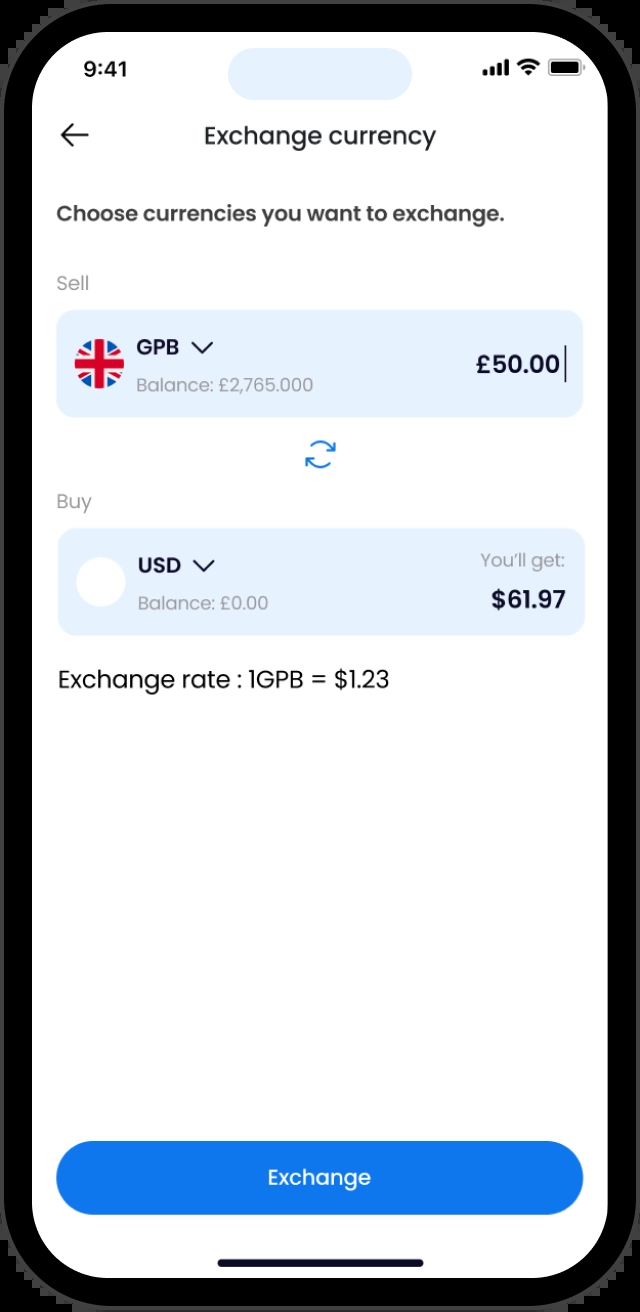 9:41
Exchange currency
Choose currencies you want to exchange.
Sell
GPB
£50.00
Balance: £2,765.000
Buy
USD
You'll get:
Balance: £0.00
$61.97
Exchange rate : 1GPB = $1.23
Exchange